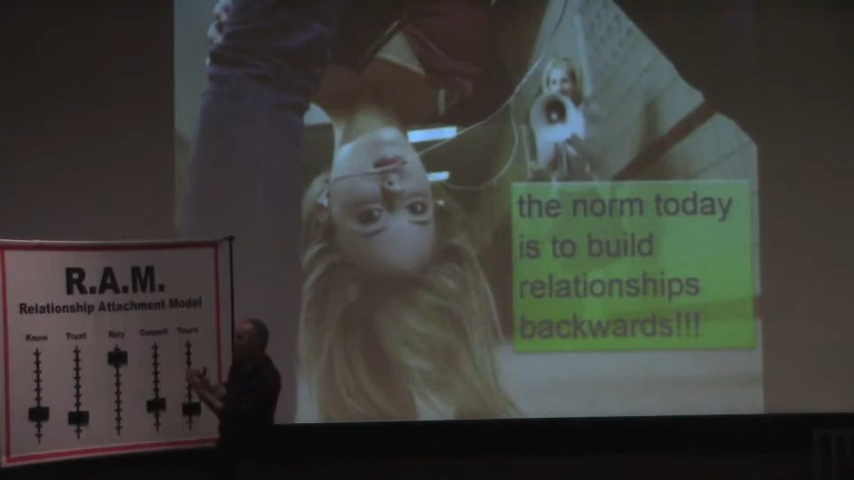 the norm today
is to build
relationships
backwards!!!
R.A.M.
Relationship Attachment Model
Know Trust Rely Commit Touch